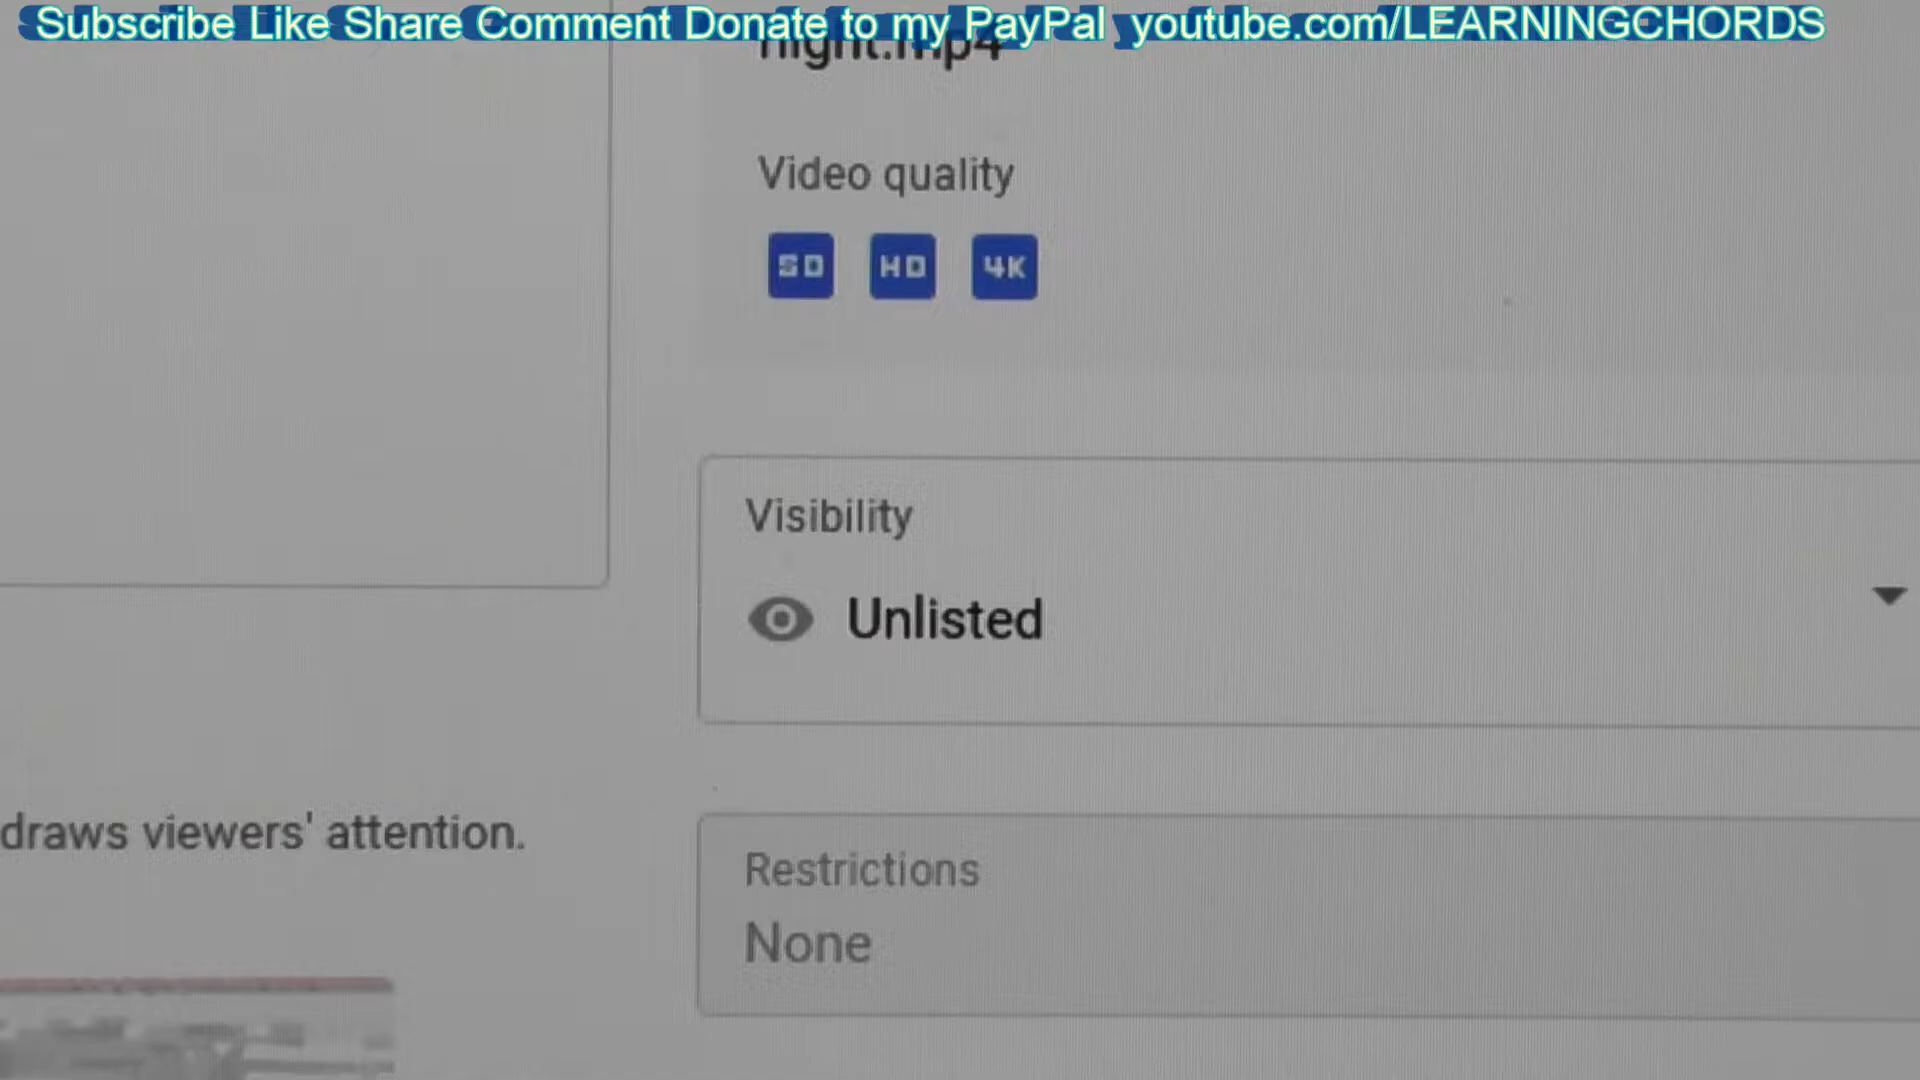 Subscribe Like Share Comment Donate to my PayPal youtube.com/LEARNINGCHORDS
night.mp4
Video quality
SD HD 4K
Visibility
Unlisted
draws viewers' attention.
Restrictions
None